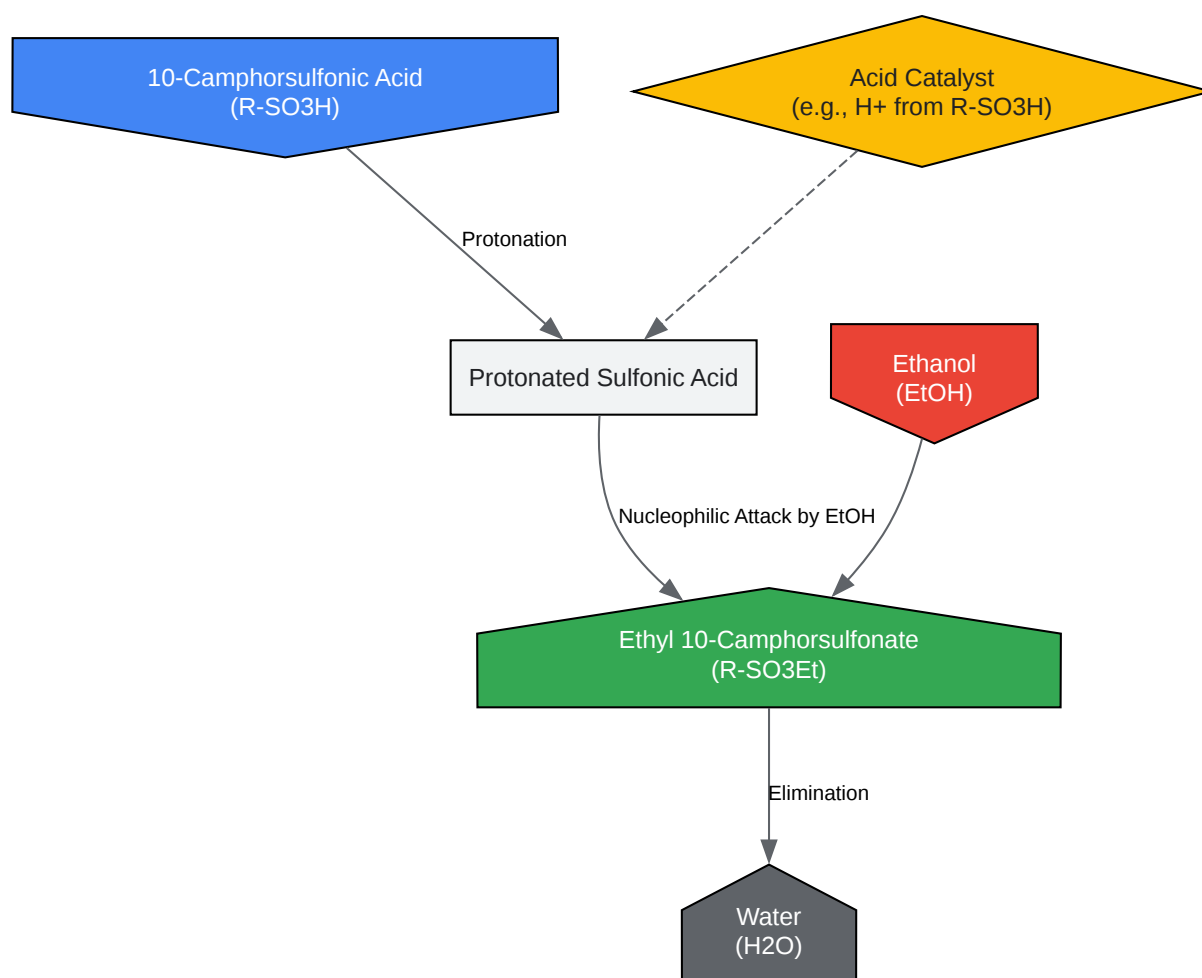 10-Camphorsulfonic Acid
(R-SO3H)
Acid Catalyst
(e.g., H+ from R-SO3H)
Protonation
Protonated Sulfonic Acid
Ethanol
(EtOH)
Nucleophilic Attack by EtOH
Ethyl 10-Camphorsulfonate
(R-SO3Et)
Elimination
Water
(H2O)